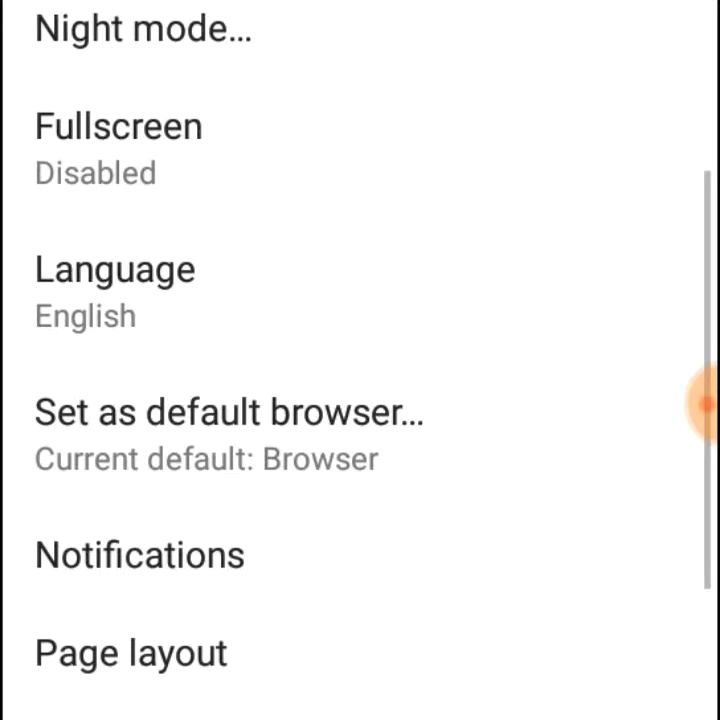 Night mode...
Fullscreen
Disabled
Language
English
Set as default browser...
Current default: Browser
Notifications
Page layout